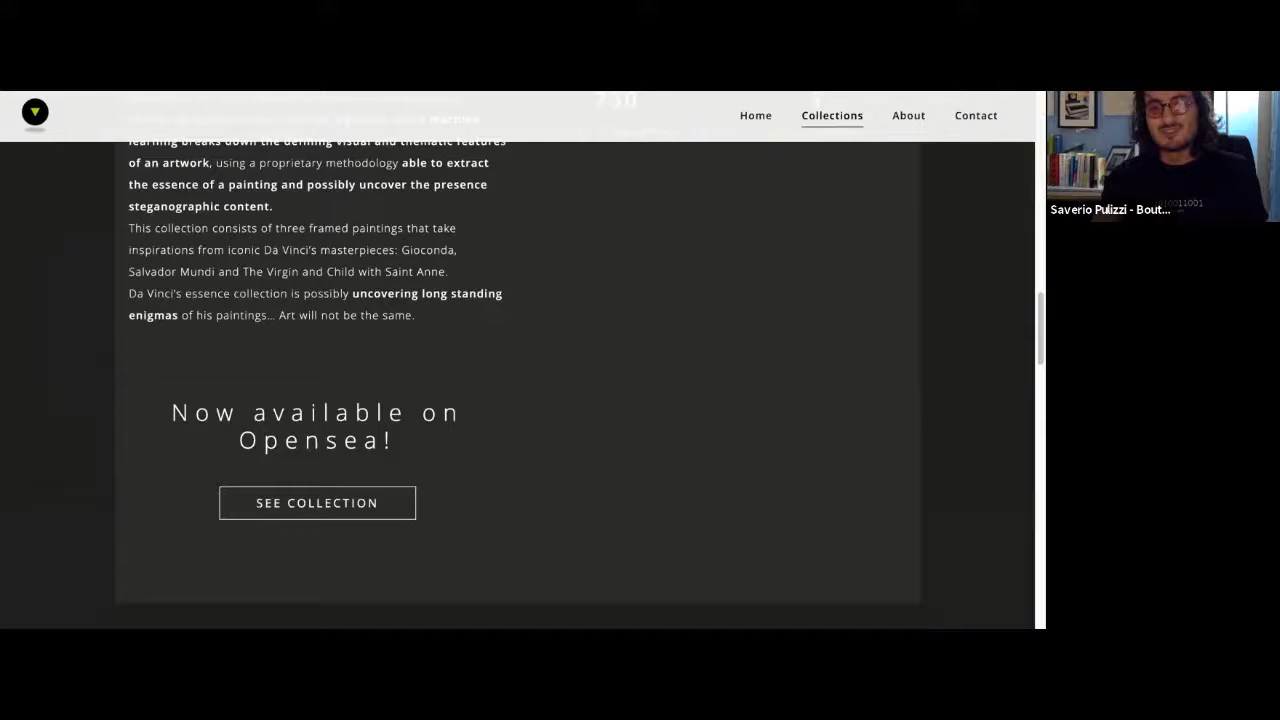 Home Collections About Contact
learning breaks down the defining visual and thematic features
of an artwork, using a proprietary methodology able to extract
the essence of a painting and possibly uncover the presence
steganographic content.
This collection consists of three framed paintings that take
inspirations from iconic Da Vinci's masterpieces: Gioconda,
Salvador Mundi and The Virgin and Child with Saint Anne.
Da Vinci's essence collection is possibly uncovering long standing
enigmas of his paintings... Art will not be the same.
Now available on
Opensea!
SEE COLLECTION
Saverio Pulizzi - Bout...